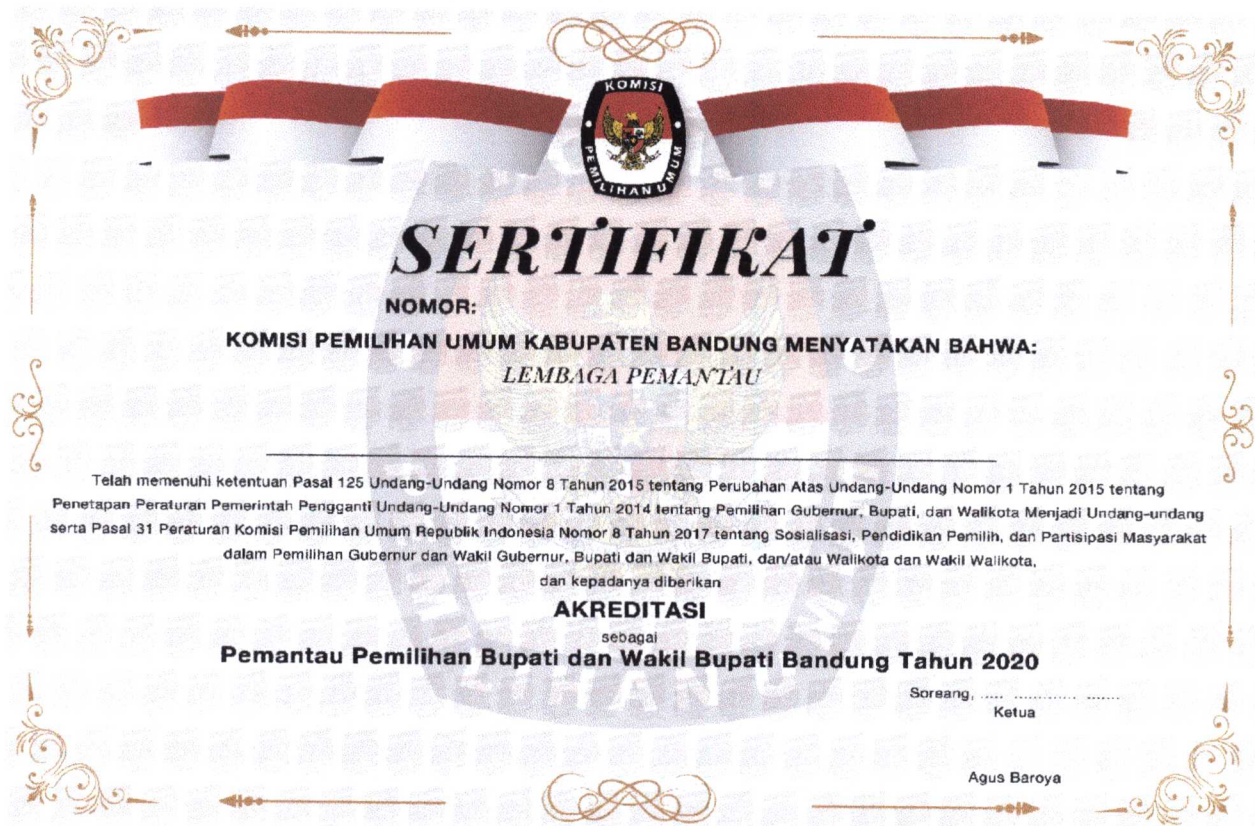 KOMISI
PEMILIHAN UMUM
SERTIFIKAT
NOMOR:
KOMISI PEMILIHAN UMUM KABUPATEN BANDUNG MENYATAKAN BAHWA:
LEMBAGA PEMANTAU
Telah memenuhi ketentuan Pasal 125 Undang-Undang Nomor 8 Tahun 2015 tentang Perubahan Atas Undang-Undang Nomor 1 Tahun 2015 tentang
Penetapan Peraturan Pemerintah Pengganti Undang-Undang Nomor 1 Tahun 2014 tentang Pemilihan Gubernur, Bupati, dan Walikota Menjadi Undang-undang
serta Pasal 31 Peraturan Komisi Pemilihan Umum Republik Indonesia Nomor 8 Tahun 2017 tentang Sosialisasi, Pendidikan Pemilih, dan Partisipasi Masyarakat
dalam Pemilihan Gubernur dan Wakil Gubernur, Bupati dan Wakil Bupati, dan/atau Walikota dan Wakil Walikota,
dan kepadanya diberikan
AKREDITASI
sebagai
Pemantau Pemilihan Bupati dan Wakil Bupati Bandung Tahun 2020
Soreang, .........................
Ketua
Agus Baroya